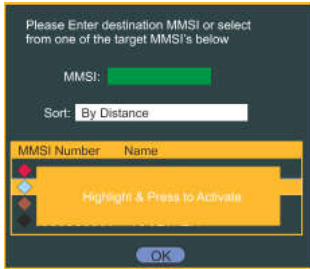 Please Enter destination MMSI or select
from one of the target MMSI's below
MMSI:
Sort: By Distance
MMSI Number Name
Highlight & Press to Activate
OK